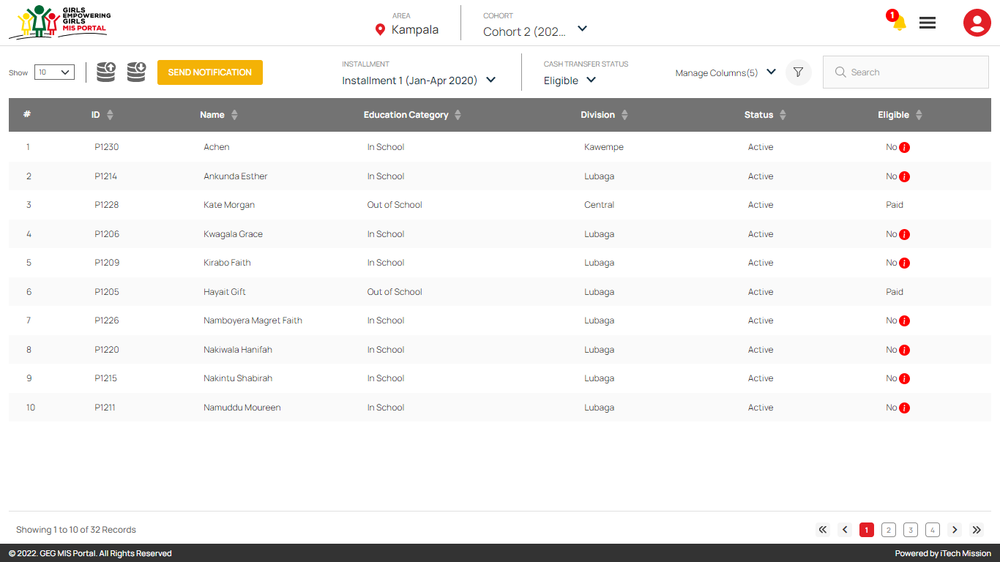 GIRLS
EMPOWERING
GIRLS
MIS PORTAL
AREA
Kampala
COHORT
Cohort 2 (202...
1
Show 10
SEND NOTIFICATION
INSTALLMENT
Installment 1 (Jan-Apr 2020)
CASH TRANSFER STATUS
Eligible
Manage Columns(5)
Search
# ID Name Education Category Division Status Eligible
1 P1230 Achen In School Kawempe Active No i
2 P1214 Ankunda Esther In School Lubaga Active No i
3 P1228 Kate Morgan Out of School Central Active Paid
4 P1206 Kwagala Grace In School Lubaga Active No i
5 P1209 Kirabo Faith In School Lubaga Active No i
6 P1205 Hayait Gift Out of School Lubaga Active Paid
7 P1226 Namboyera Magret Faith In School Lubaga Active No i
8 P1220 Nakiwala Hanifah In School Lubaga Active No i
9 P1215 Nakintu Shabirah In School Lubaga Active No i
10 P1211 Namuddu Moureen In School Lubaga Active No i
Showing 1 to 10 of 32 Records
1 2 3 4
© 2022. GEG MIS Portal. All Rights Reserved
Powered by iTech Mission